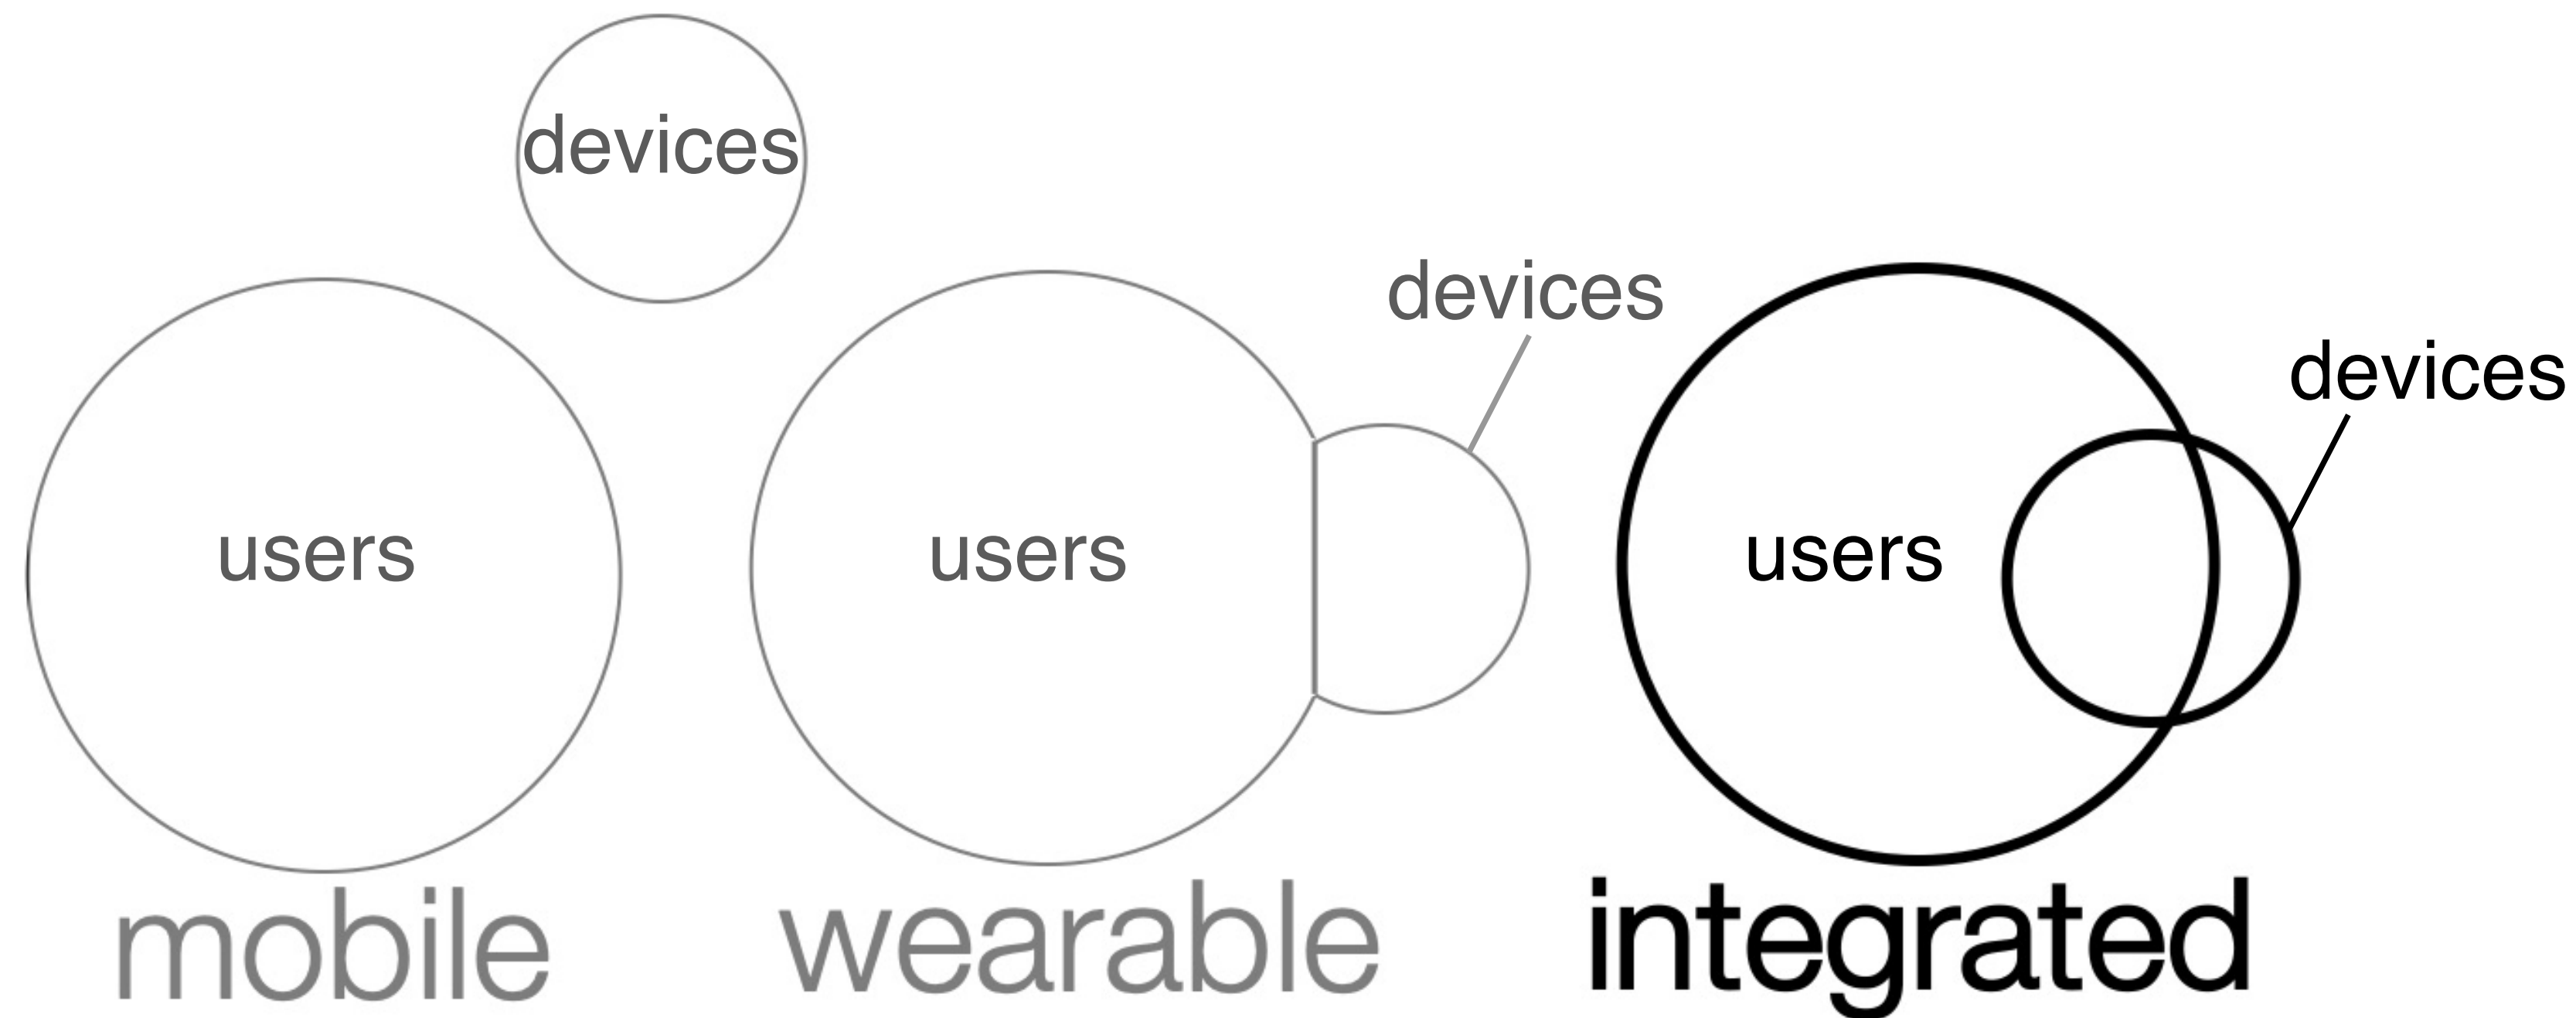 devices
users
mobile
devices
users
wearable
devices
users
integrated